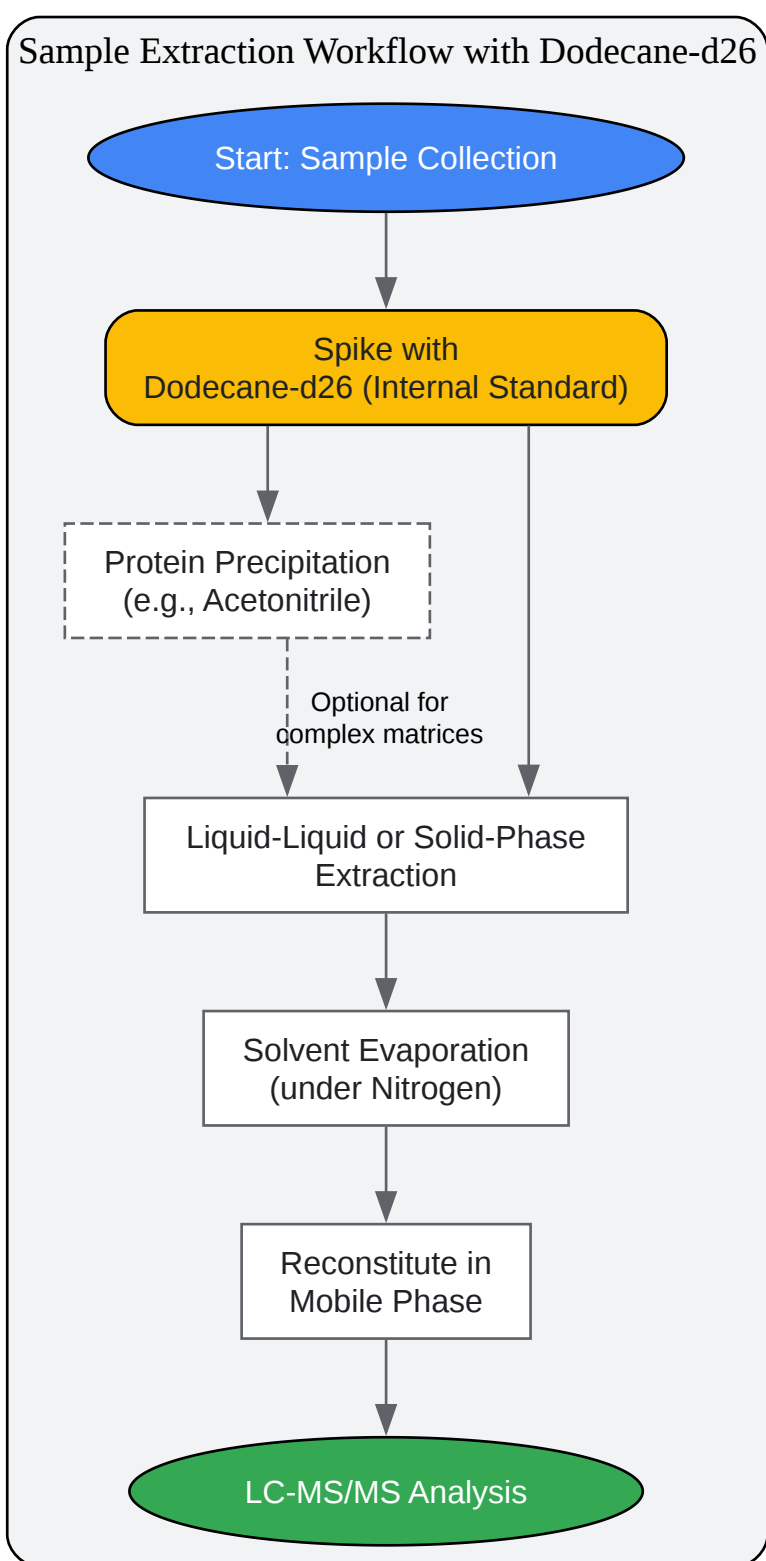 Sample Extraction Workflow with Dodecane-d26
Start: Sample Collection
Spike with
Dodecane-d26 (Internal Standard)
Protein Precipitation
(e.g., Acetonitrile)
Optional for
complex matrices
Liquid-Liquid or Solid-Phase
Extraction
Solvent Evaporation
(under Nitrogen)
Reconstitute in
Mobile Phase
LC-MS/MS Analysis